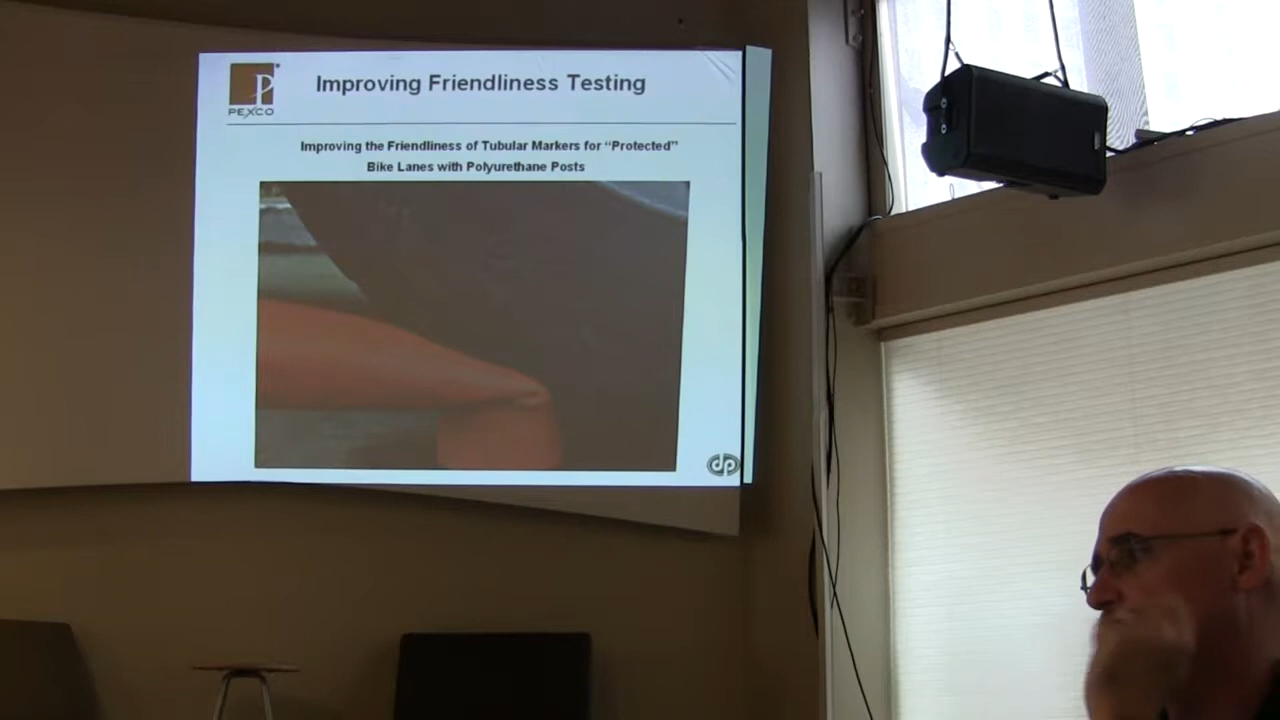 Improving Friendliness Testing
P
PEXCO
Improving the Friendliness of Tubular Markers for “Protected”
Bike Lanes with Polyurethane Posts
dp